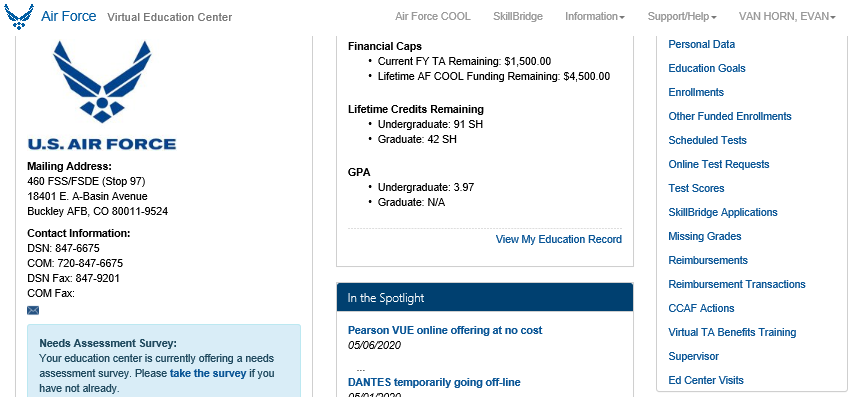 Air Force Virtual Education Center
Air Force COOL SkillBridge Information Support/Help VAN HORN, EVAN
U.S. AIR FORCE
Mailing Address:
460 FSS/FSDE (Stop 97)
18401 E. A-Basin Avenue
Buckley AFB, CO 80011-9524
Contact Information:
DSN: 847-6675
COM: 720-847-6675
DSN Fax: 847-9201
COM Fax:
Needs Assessment Survey:
Your education center is currently offering a needs
assessment survey. Please take the survey if you
have not already.
Financial Caps
• Current FY TA Remaining: $1,500.00
• Lifetime AF COOL Funding Remaining: $4,500.00
Lifetime Credits Remaining
• Undergraduate: 91 SH
• Graduate: 42 SH
GPA
• Undergraduate: 3.97
• Graduate: N/A
View My Education Record
In the Spotlight
Pearson VUE online offering at no cost
05/06/2020
...
DANTES temporarily going off-line
05/01/2020
Personal Data
Education Goals
Enrollments
Other Funded Enrollments
Scheduled Tests
Online Test Requests
Test Scores
SkillBridge Applications
Missing Grades
Reimbursements
Reimbursement Transactions
CCAF Actions
Virtual TA Benefits Training
Supervisor
Ed Center Visits